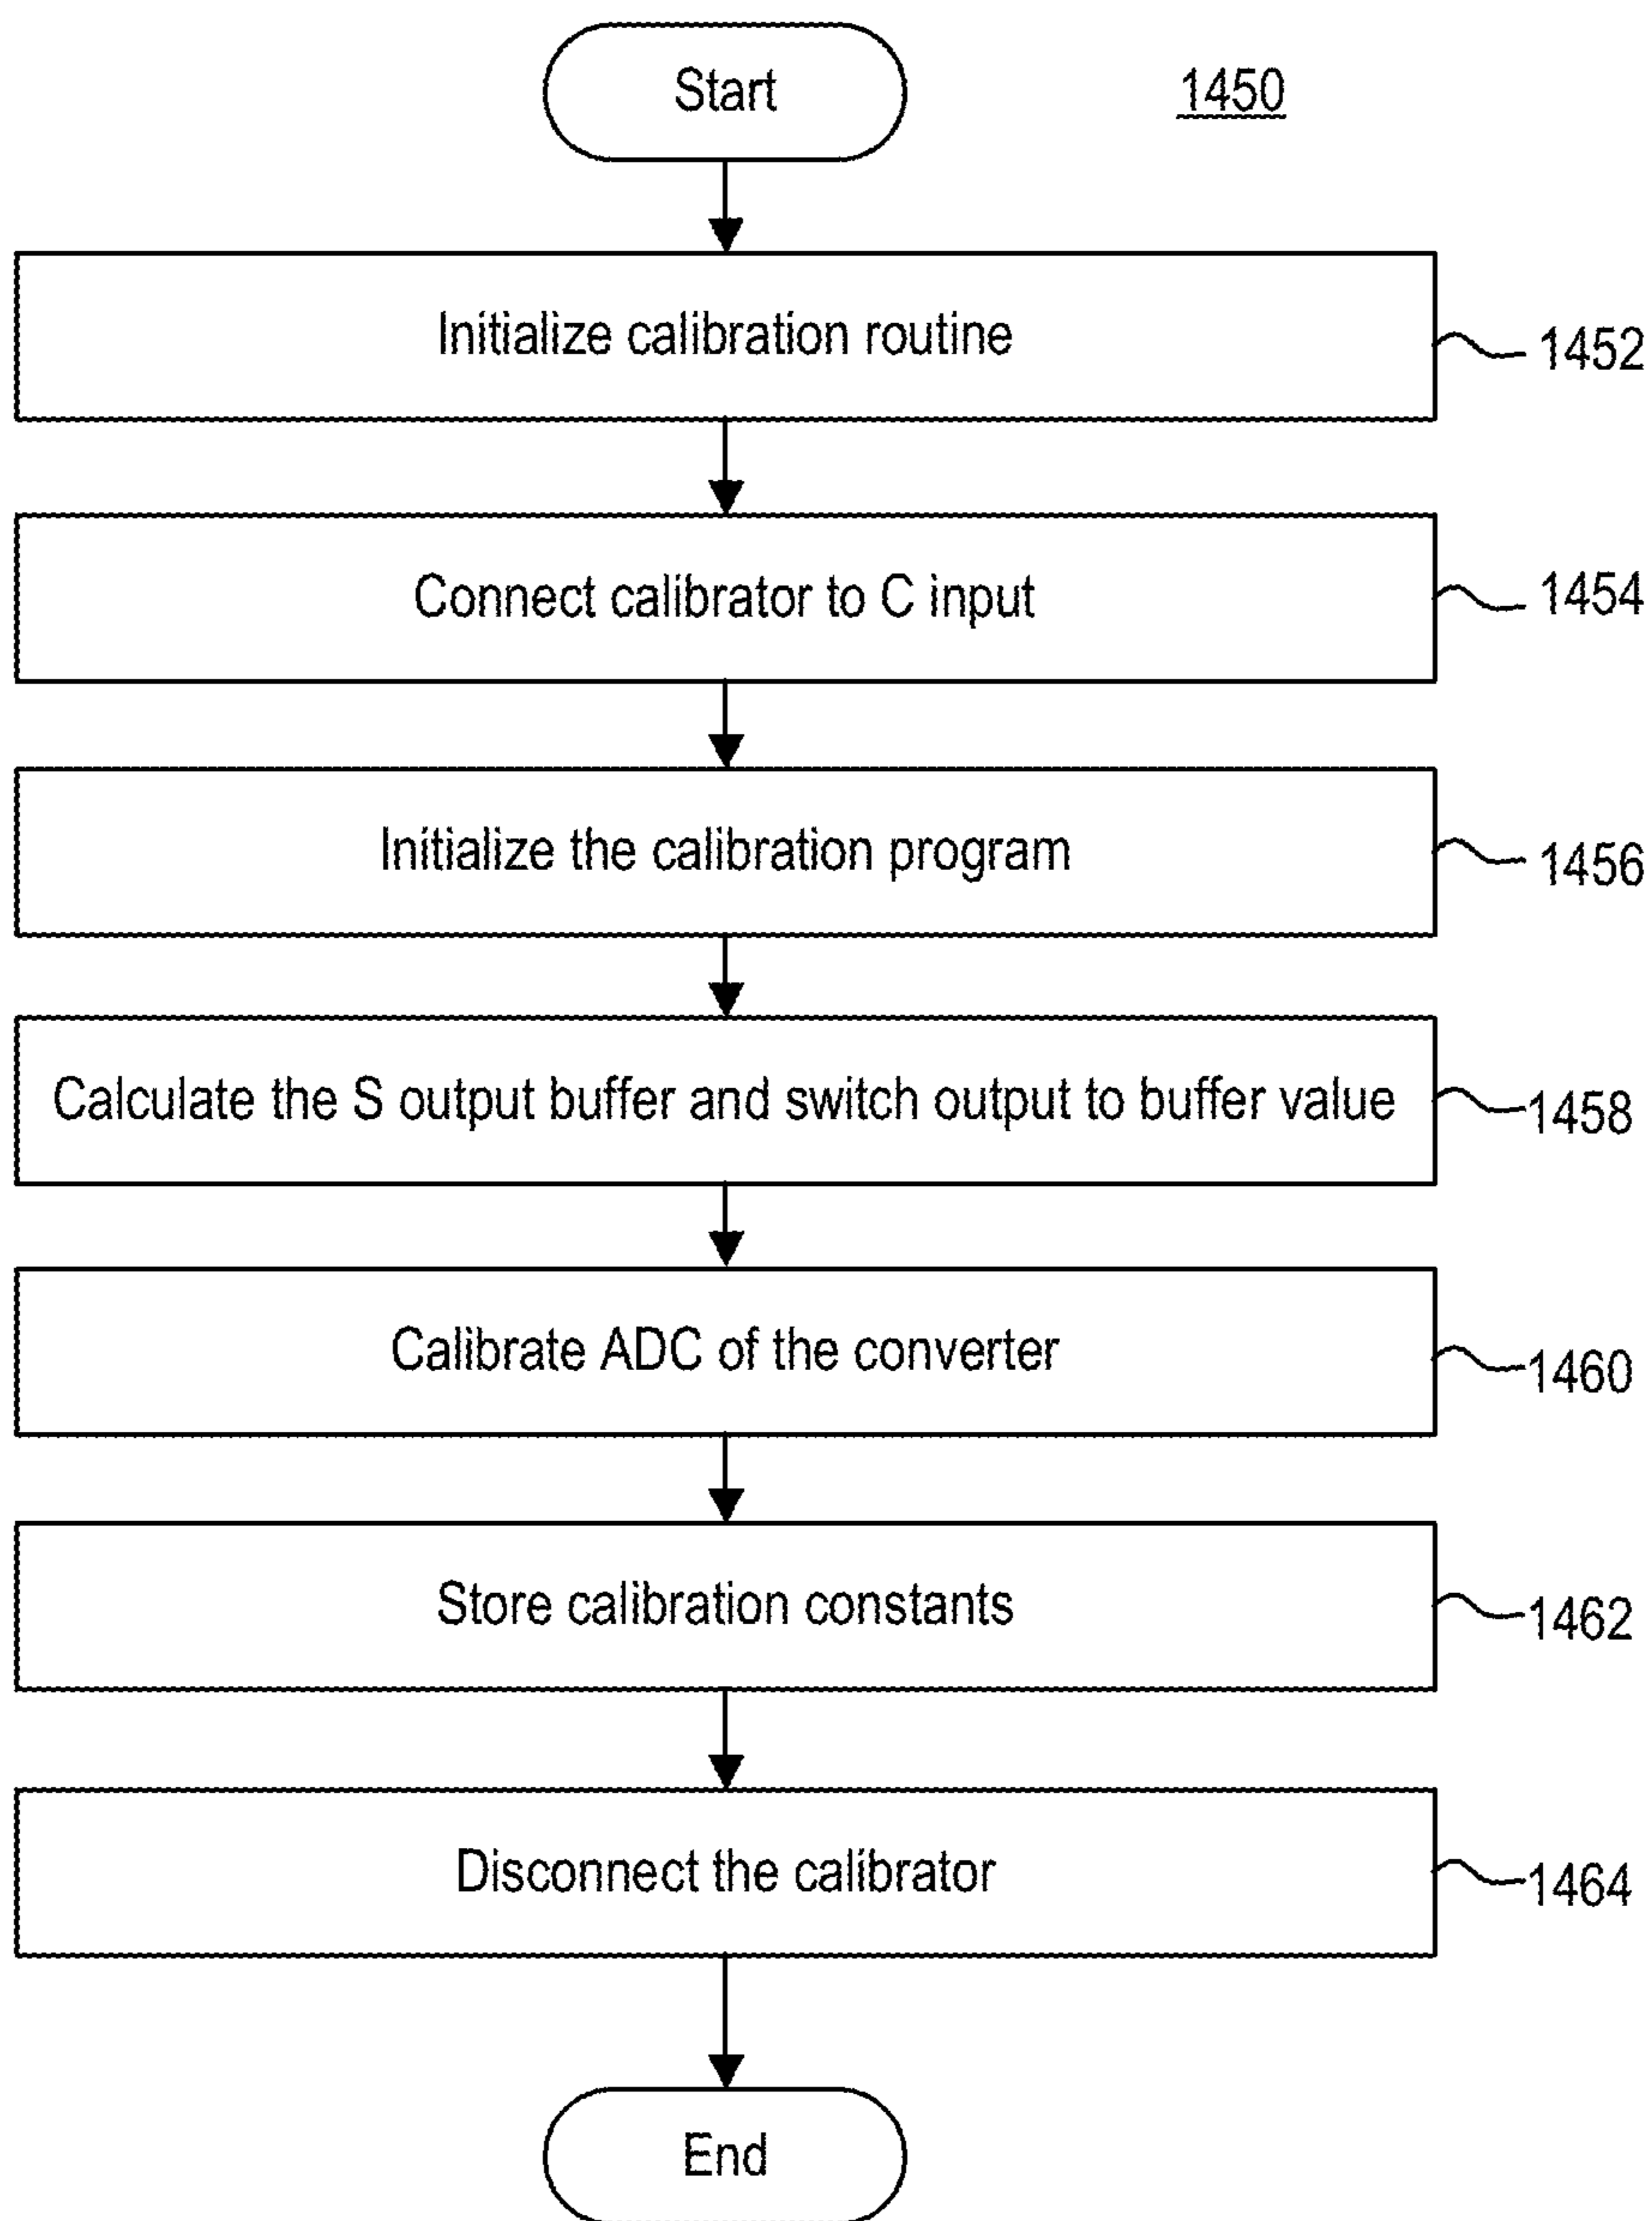 Start
1450
Initialize calibration routine
1452
Connect calibrator to C input
1454
Initialize the calibration program
1456
Calculate the S output buffer and switch output to buffer value
1458
Calibrate ADC of the converter
1460
Store calibration constants
1462
Disconnect the calibrator
1464
End